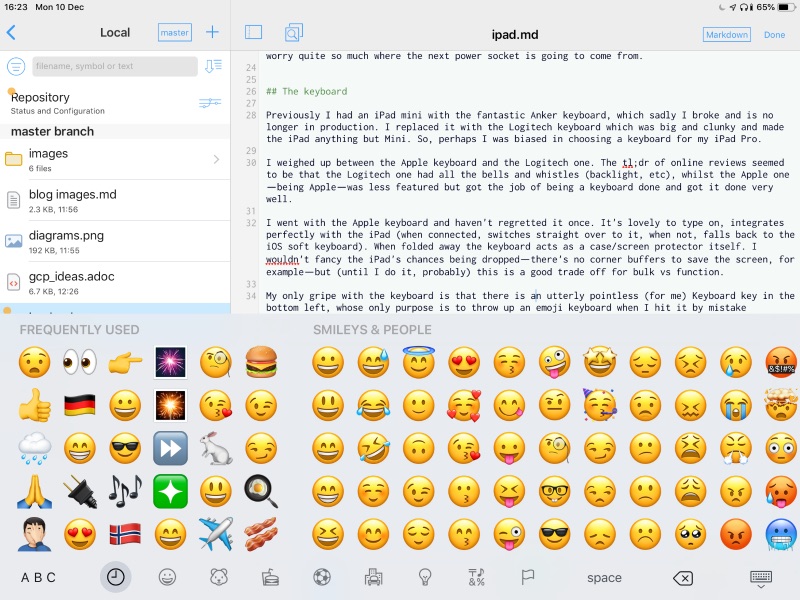 16:23 Mon 10 Dec
65%
Local
master
ipad.md
Markdown
Done
filename, symbol or text
Repository
Status and Configuration
master branch
images
6 files
blog images.md
2.3 KB, 11:56
diagrams.png
192 KB, 11:55
gcp_ideas.adoc
6.7 KB, 12:26
worry quite so much where the next power socket is going to come from.
24
25
26 ## The keyboard
27
28 Previously I had an iPad mini with the fantastic Anker keyboard, which sadly I broke and is no
longer in production. I replaced it with the Logitech keyboard which was big and clunky and made
the iPad anything but Mini. So, perhaps I was biased in choosing a keyboard for my iPad Pro.
29
30 I weighed up between the Apple keyboard and the Logitech one. The tl;dr of online reviews seemed
to be that the Logitech one had all the bells and whistles (backlight, etc), whilst the Apple one
—being Apple—was less featured but got the job of being a keyboard done and got it done very
well.
31
32 I went with the Apple keyboard and haven't regretted it once. It's lovely to type on, integrates
perfectly with the iPad (when connected, switches straight over to it, when not, falls back to the
iOS soft keyboard). When folded away the keyboard acts as a case/screen protector itself. I
wouldn't fancy the iPad's chances being dropped—there's no corner buffers to save the screen, for
example—but (until I do it, probably) this is a good trade off for bulk vs function.
33
34 My only gripe with the keyboard is that there is an utterly pointless (for me) Keyboard key in the
bottom left, whose only purpose is to throw up an emoji keyboard when I hit it by mistake
FREQUENTLY USED
SMILEYS & PEOPLE
&$!#%
A B C
&%
space